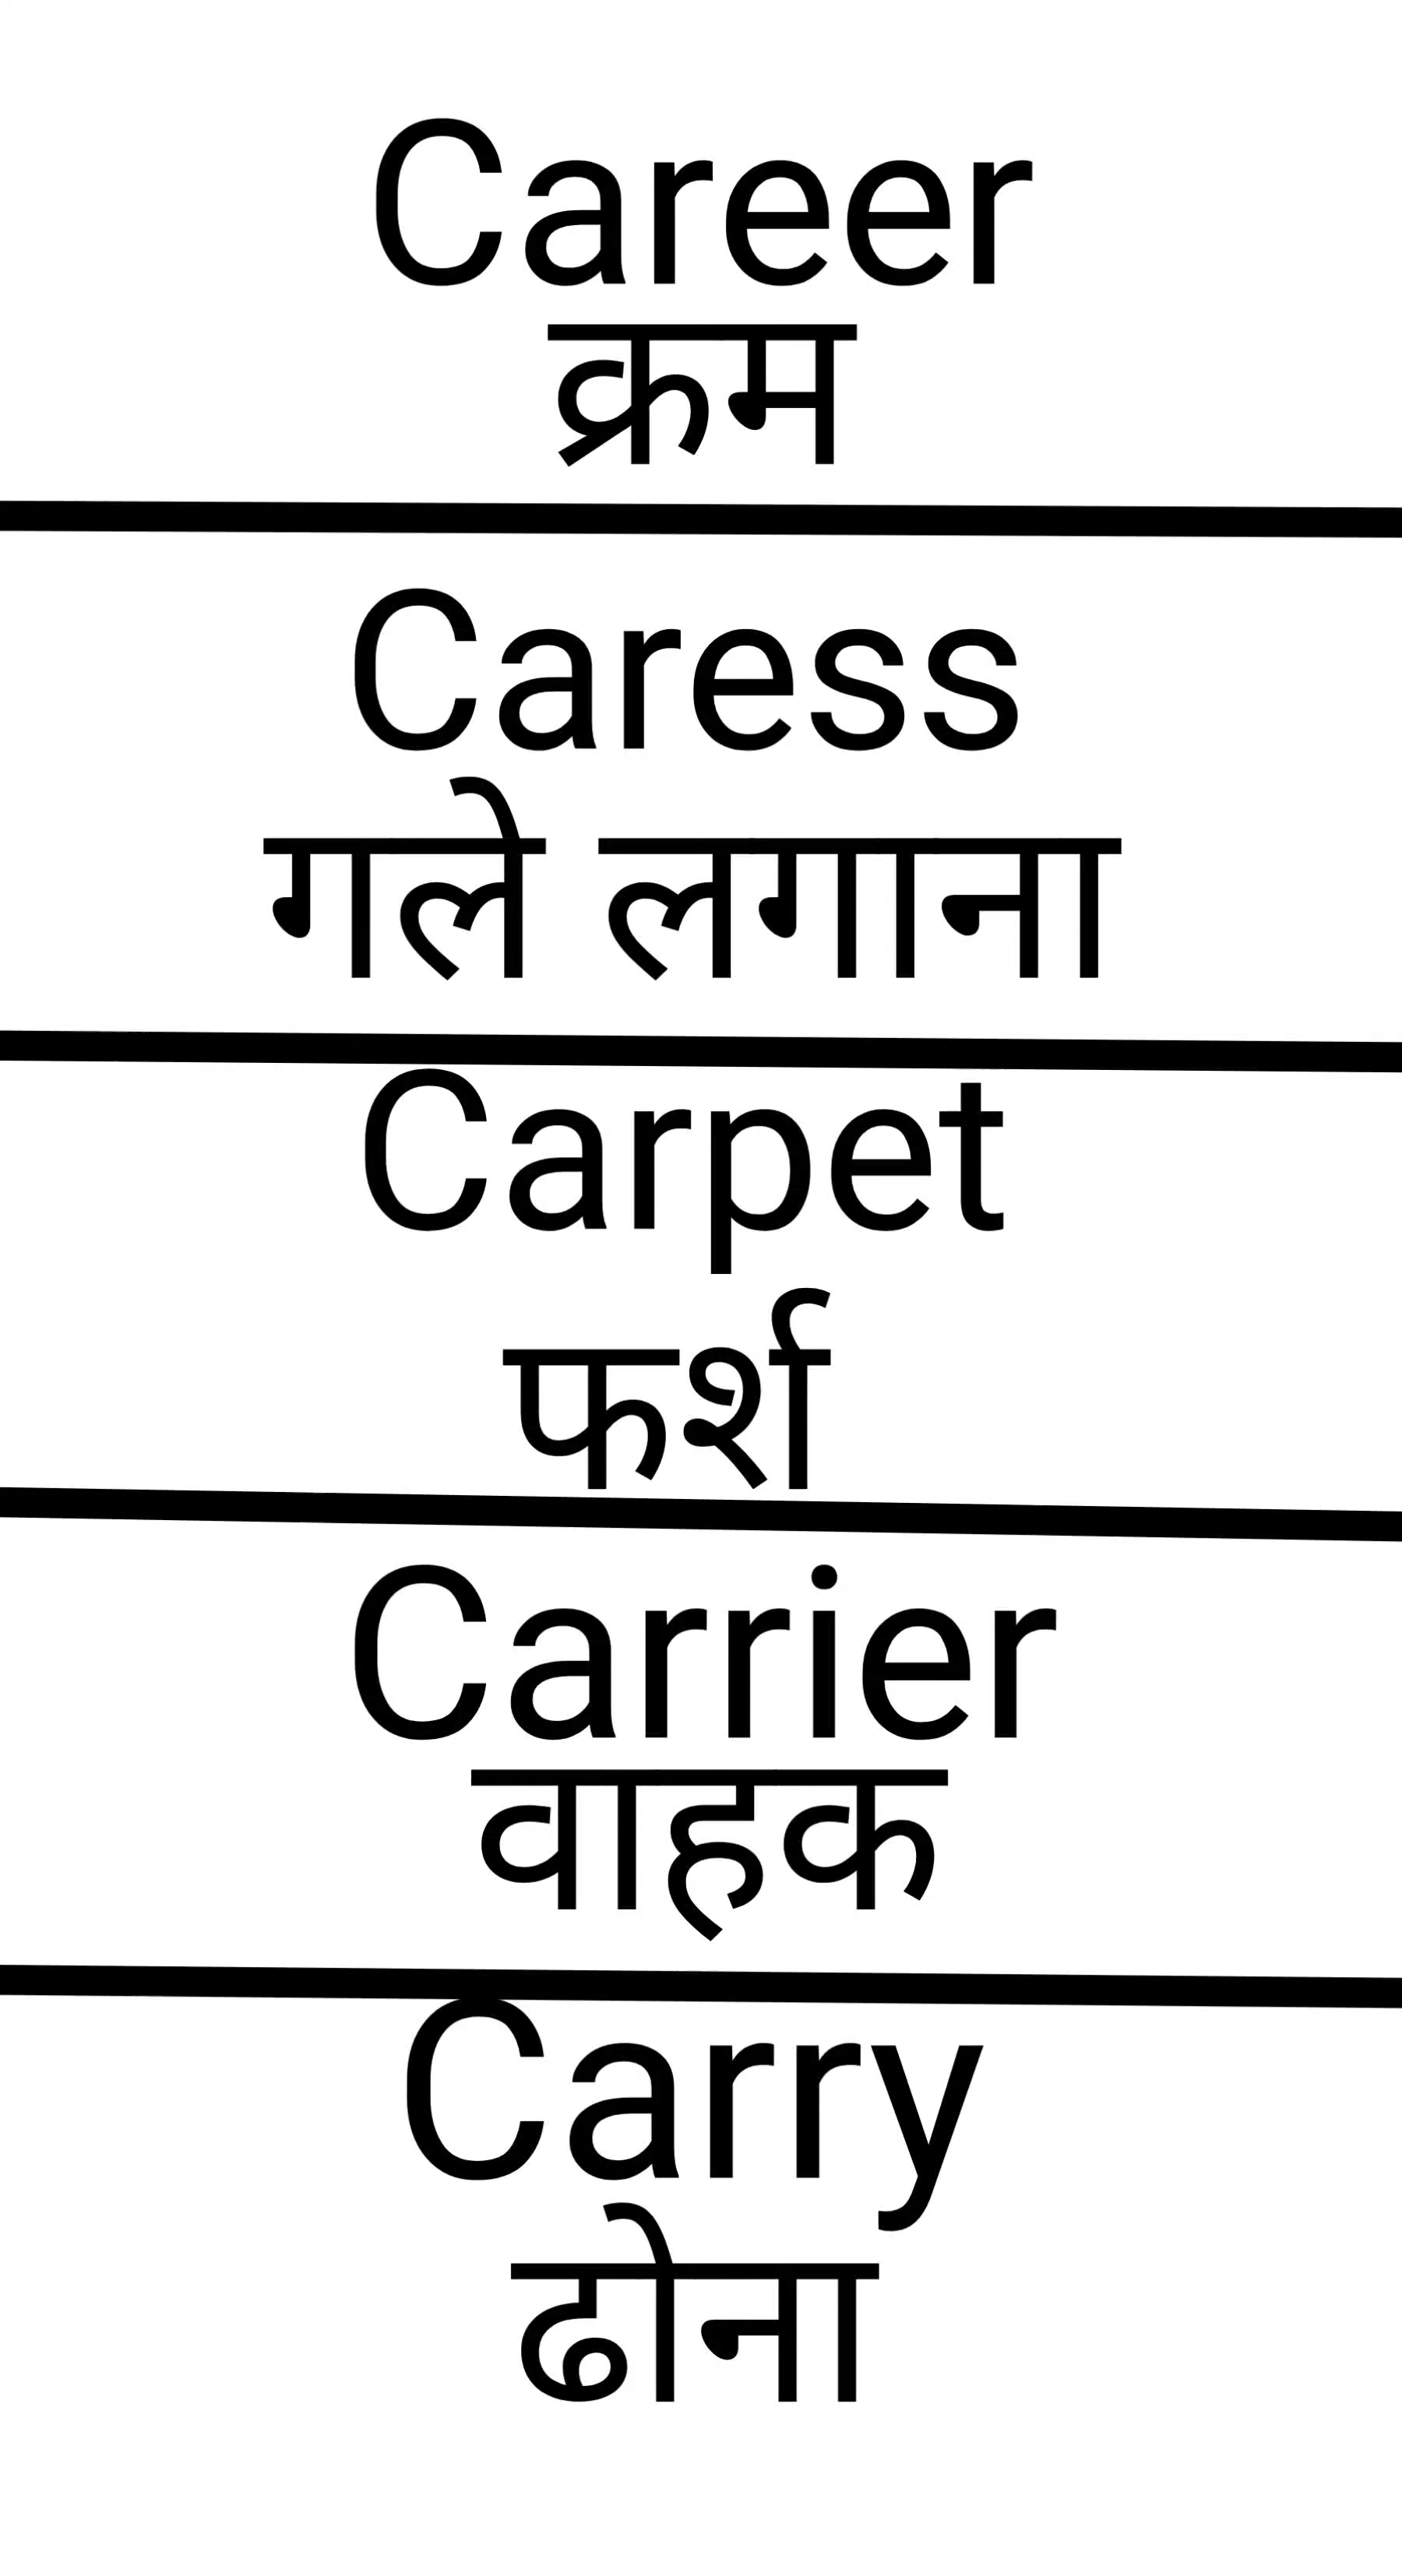 Career
क्रम
Caress
गले लगाना
Carpet
फर्श
Carrier
वाहक
Carry
ढोना